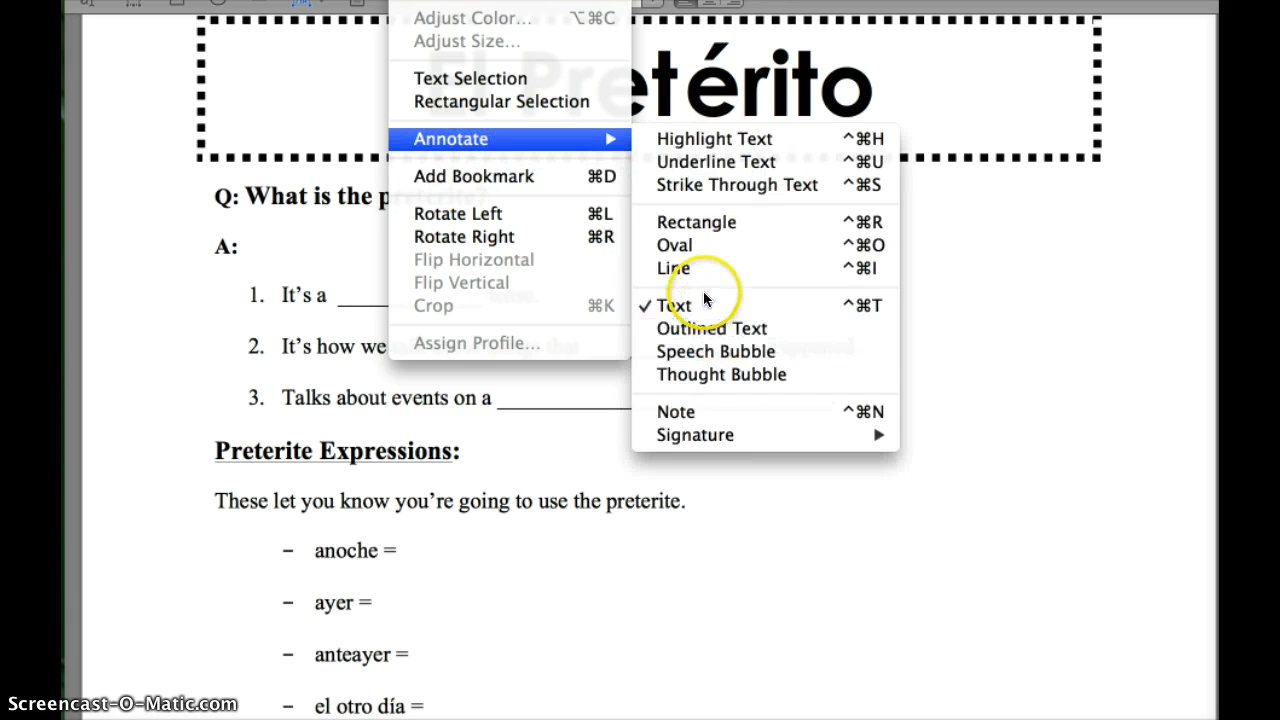 Adjust Color... ⌥⌘C
Adjust Size...
Text Selection
Rectangular Selection
Annotate ▶
Add Bookmark ⌘D
Rotate Left ⌘L
Rotate Right ⌘R
Flip Horizontal
Flip Vertical
Crop ⌘K
Assign Profile...
Highlight Text ^⌘H
Underline Text ^⌘U
Strike Through Text ^⌘S
Rectangle ^⌘R
Oval ^⌘O
Line ^⌘I
✓ Text ^⌘T
Outlined Text
Speech Bubble
Thought Bubble
Note ^⌘N
Signature ▶
El Pretérito
Q: What is the preterite?
A:
1. It's a ________ tense.
2. It's how we
3. Talks about events on a ________
Preterite Expressions:
These let you know you're going to use the preterite.
– anoche =
– ayer =
– anteayer =
– el otro día =
Screencast-O-Matic.com